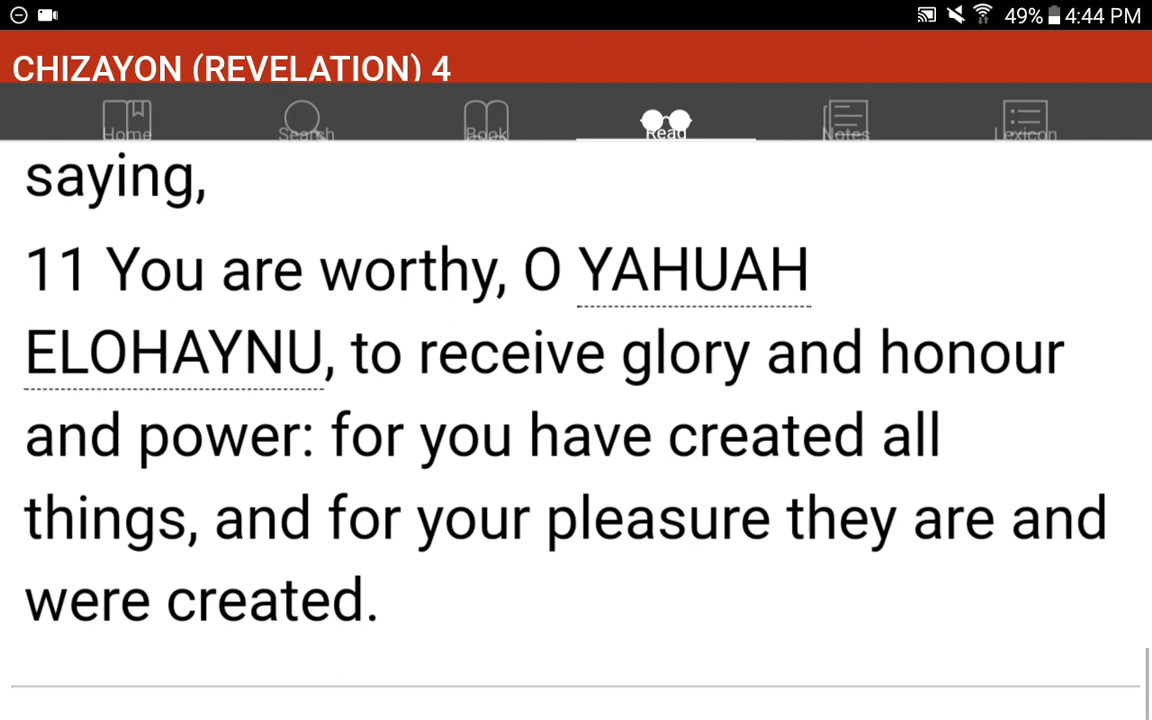 49% 4:44 PM
CHIZAYON (REVELATION) 4
Home Search Book Read Notes Lexicon
saying,
11 You are worthy, O YAHUAH
ELOHAYNU, to receive glory and honour
and power: for you have created all
things, and for your pleasure they are and
were created.